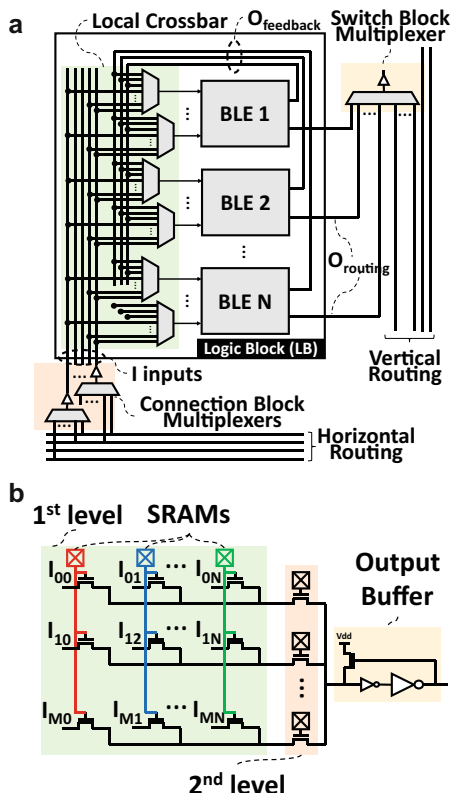 a
Local Crossbar
O_feedback
Switch Block
Multiplexer
BLE 1
BLE 2
BLE N
O_routing
Logic Block (LB)
I inputs
Vertical
Routing
Connection Block
Multiplexers
Horizontal
Routing
b
1st level
SRAMs
Output
Buffer
I00 I01 I0N
Vdd
I10 I12 I1N
IM0 IM1 IMN
2nd level